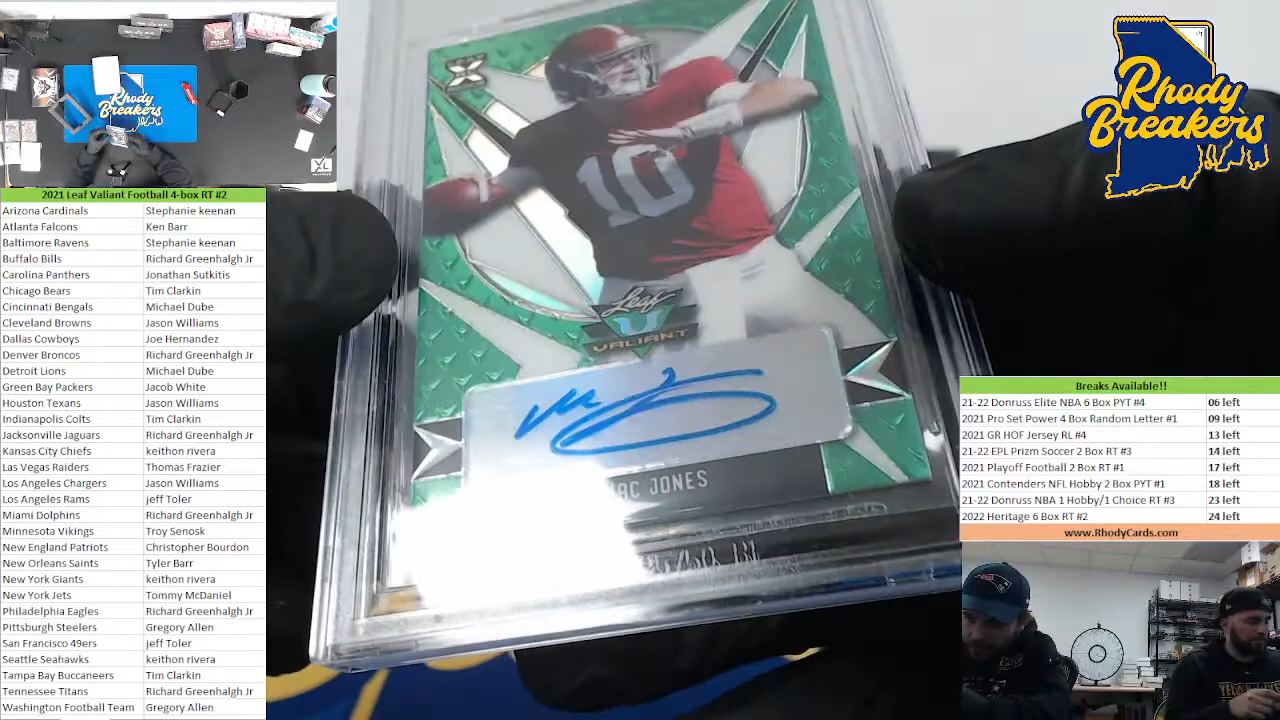 Rhody
Breakers
2021 Leaf Valiant Football 4-box RT #2
Arizona Cardinals Stephanie keenan
Atlanta Falcons Ken Barr
Baltimore Ravens Stephanie keenan
Buffalo Bills Richard Greenhalgh Jr
Carolina Panthers Jonathan Sutkitis
Chicago Bears Tim Clarkin
Cincinnati Bengals Michael Dube
Cleveland Browns Jason Williams
Dallas Cowboys Joe Hernandez
Denver Broncos Richard Greenhalgh Jr
Detroit Lions Michael Dube
Green Bay Packers Jacob White
Houston Texans Jason Williams
Indianapolis Colts Tim Clarkin
Jacksonville Jaguars Richard Greenhalgh Jr
Kansas City Chiefs keithon rivera
Las Vegas Raiders Thomas Frazier
Los Angeles Chargers Jason Williams
Los Angeles Rams jeff Toler
Miami Dolphins Richard Greenhalgh Jr
Minnesota Vikings Troy Senosk
New England Patriots Christopher Bourdon
New Orleans Saints Tyler Barr
New York Giants keithon rivera
New York Jets Tommy McDaniel
Philadelphia Eagles Richard Greenhalgh Jr
Pittsburgh Steelers Gregory Allen
San Francisco 49ers jeff Toler
Seattle Seahawks keithon rivera
Tampa Bay Buccaneers Tim Clarkin
Tennessee Titans Richard Greenhalgh Jr
Washington Football Team Gregory Allen
10
Leaf
VALIANT
JONES
Rhody
Breakers
Breaks Available!!
21-22 Donruss Elite NBA 6 Box PYT #4 06 left
2021 Pro Set Power 4 Box Random Letter #1 09 left
2021 GR HOF Jersey RL #4 13 left
21-22 EPL Prizm Soccer 2 Box RT #3 14 left
2021 Playoff Football 2 Box RT #1 17 left
2021 Contenders NFL Hobby 2 Box PYT #1 18 left
21-22 Donruss NBA 1 Hobby/1 Choice RT #3 23 left
2022 Heritage 6 Box RT #2 24 left
www.RhodyCards.com